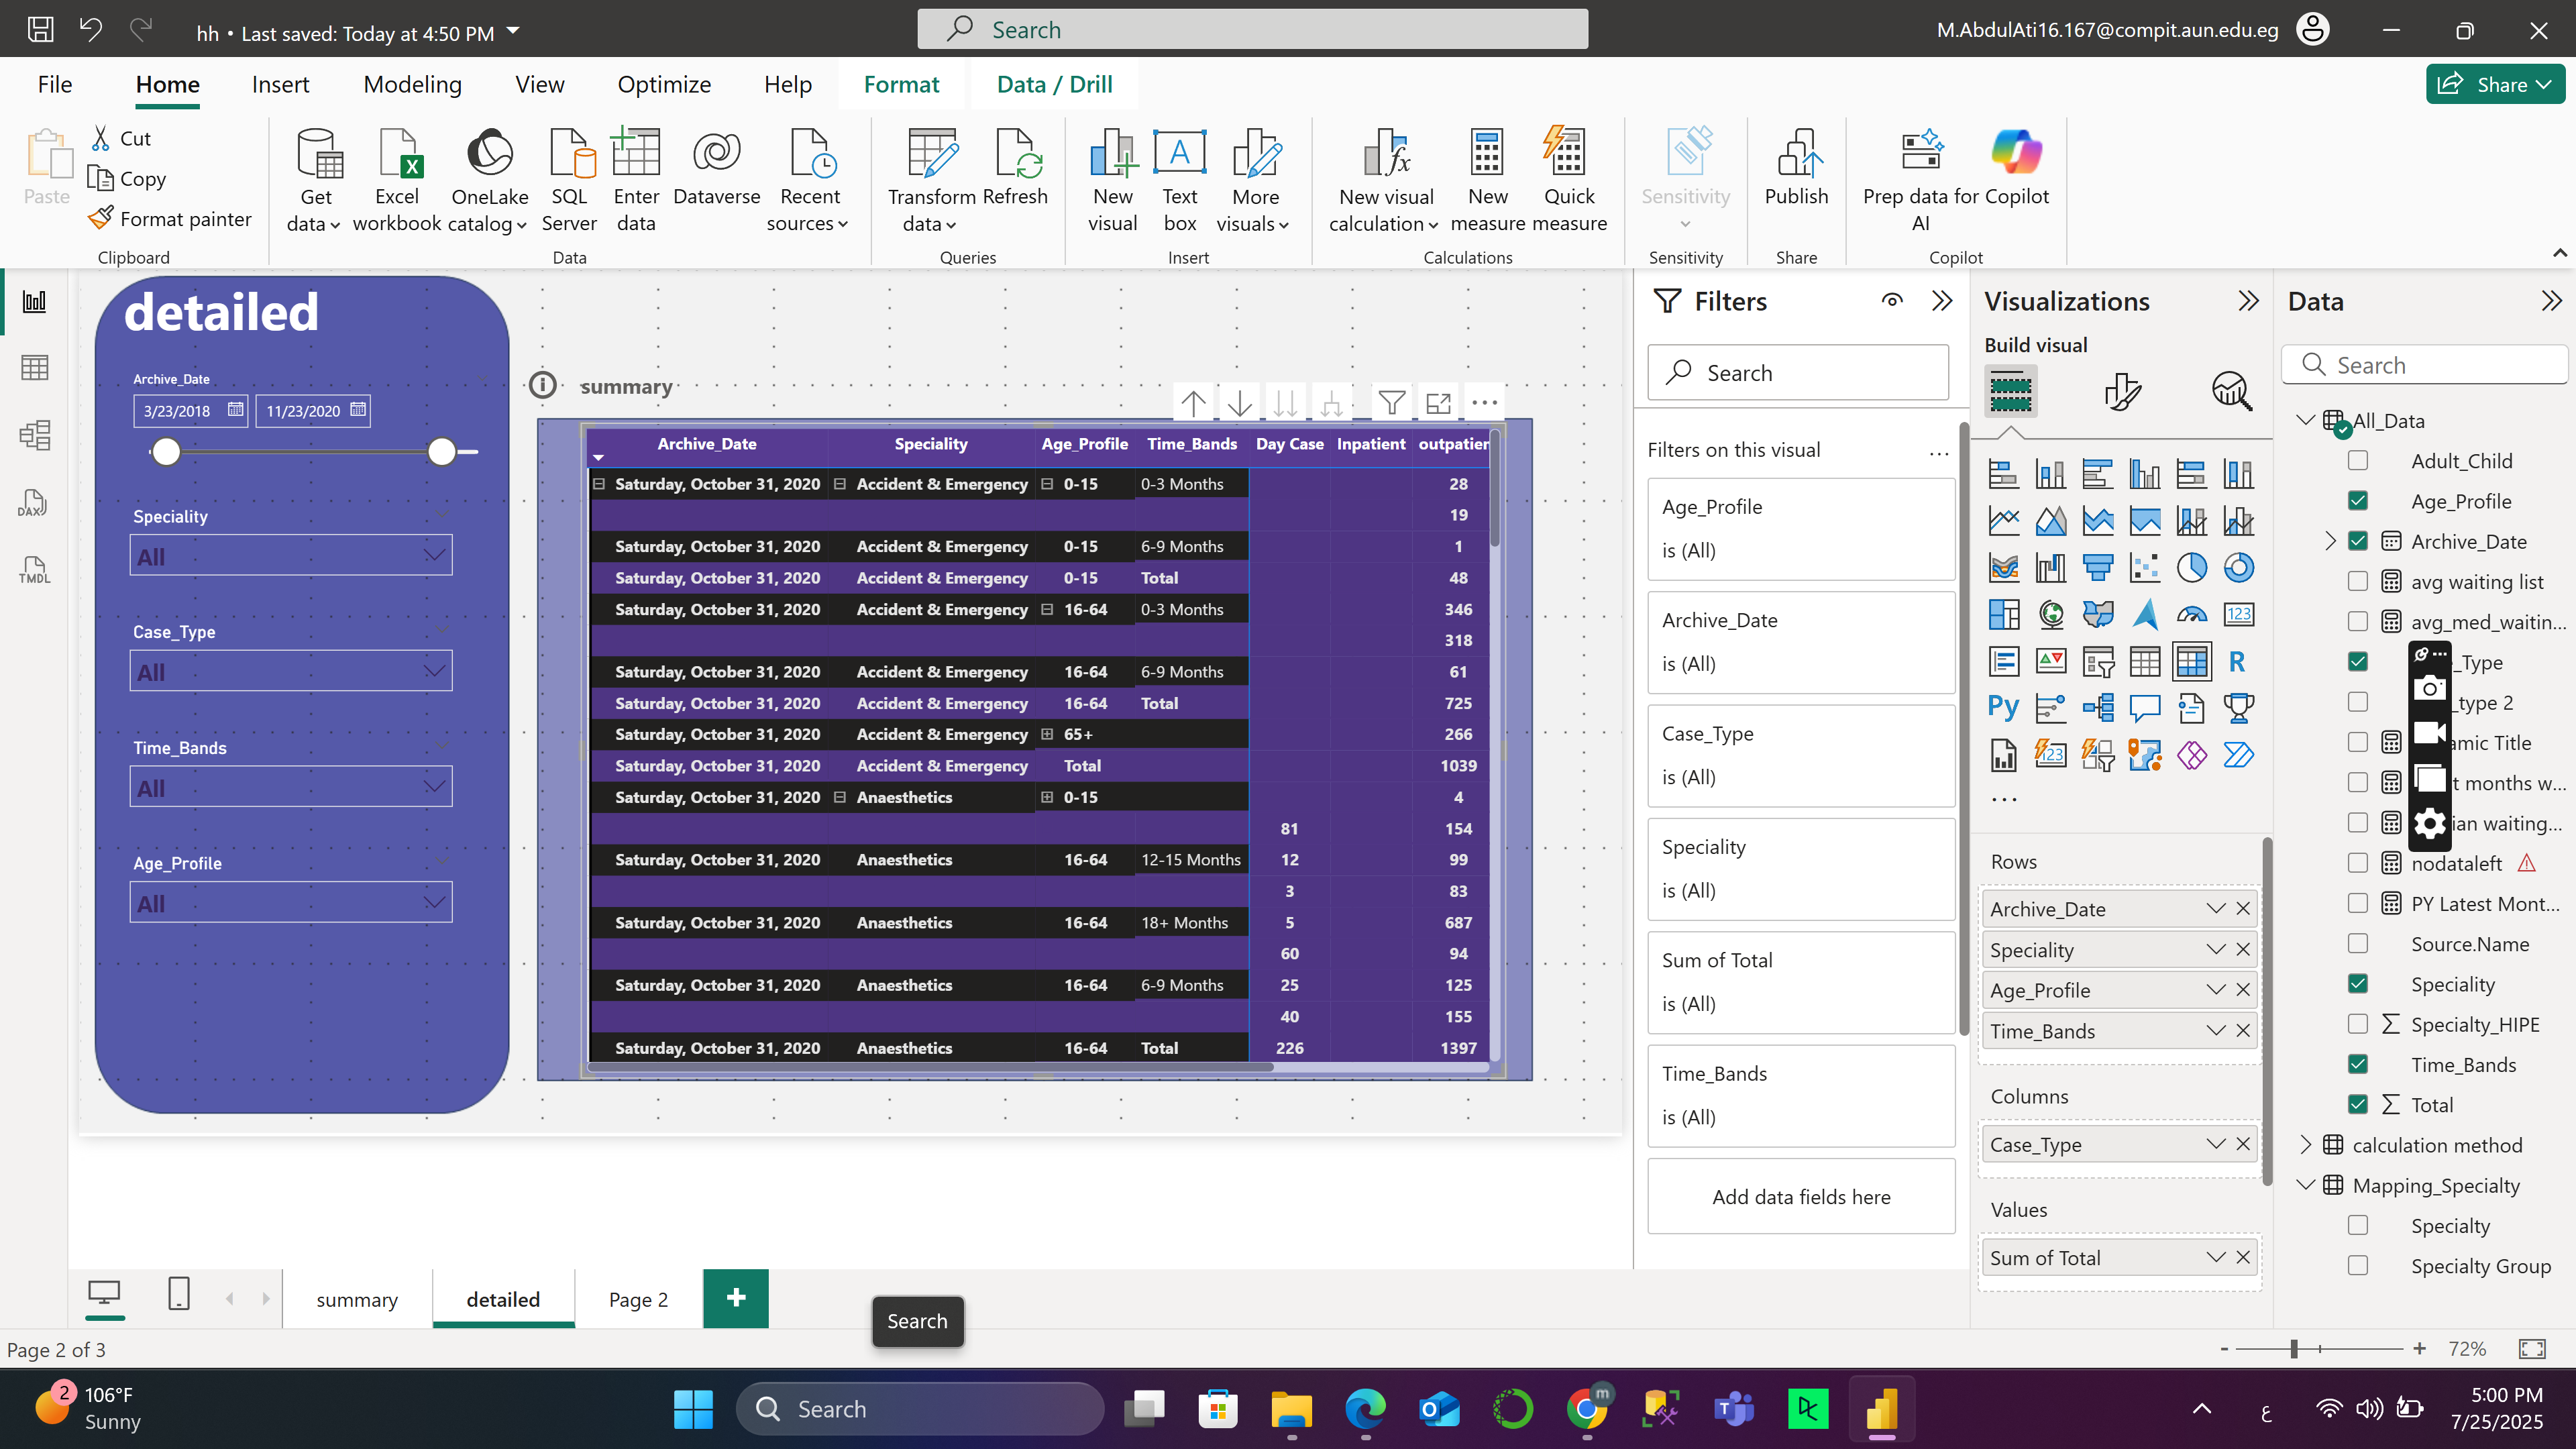 hh • Last saved: Today at 4:50 PM
Search
M.AbdulAti16.167@compit.aun.edu.eg
File Home Insert Modeling View Optimize Help Format Data / Drill
Share
Paste
Cut
Copy
Format painter
Clipboard
Get data
Excel workbook
OneLake catalog
SQL Server
Enter data
Dataverse
Recent sources
Data
Transform data
Refresh
Queries
New visual
Text box
More visuals
Insert
New visual calculation
New measure
Quick measure
Calculations
Sensitivity
Sensitivity
Publish
Share
Prep data for AI
Copilot
Copilot
DAX
TMDL
detailed
Archive_Date
3/23/2018 11/23/2020
Speciality
All
Case_Type
All
Time_Bands
All
Age_Profile
All
summary
Archive_Date Speciality Age_Profile Time_Bands Day Case Inpatient outpatien
Saturday, October 31, 2020 Accident & Emergency 0-15 0-3 Months 28
19
Saturday, October 31, 2020 Accident & Emergency 0-15 6-9 Months 1
Saturday, October 31, 2020 Accident & Emergency 0-15 Total 48
Saturday, October 31, 2020 Accident & Emergency 16-64 0-3 Months 346
318
Saturday, October 31, 2020 Accident & Emergency 16-64 6-9 Months 61
Saturday, October 31, 2020 Accident & Emergency 16-64 Total 725
Saturday, October 31, 2020 Accident & Emergency 65+ 266
Saturday, October 31, 2020 Accident & Emergency Total 1039
Saturday, October 31, 2020 Anaesthetics 0-15 4
81 154
Saturday, October 31, 2020 Anaesthetics 16-64 12-15 Months 12 99
3 83
Saturday, October 31, 2020 Anaesthetics 16-64 18+ Months 5 687
60 94
Saturday, October 31, 2020 Anaesthetics 16-64 6-9 Months 25 125
40 155
Saturday, October 31, 2020 Anaesthetics 16-64 Total 226 1397
Filters
Search
Filters on this visual
Age_Profile
is (All)
Archive_Date
is (All)
Case_Type
is (All)
Speciality
is (All)
Sum of Total
is (All)
Time_Bands
is (All)
Add data fields here
Visualizations
Build visual
123
R
Py
123
Rows
Archive_Date
Speciality
Age_Profile
Time_Bands
Columns
Case_Type
Values
Sum of Total
Data
Search
All_Data
Adult_Child
Age_Profile
Archive_Date
avg waiting list
avg_med_waitin...
_Type
_type 2
amic Title
t months w...
ian waiting...
nodataleft
PY Latest Mont...
Source.Name
Speciality
Specialty_HIPE
Time_Bands
Total
calculation method
Mapping_Specialty
Specialty
Specialty Group
summary detailed Page 2
Search
Page 2 of 3
- + 72%
2
106°F
Sunny
Search
m
ع
5:00 PM
7/25/2025